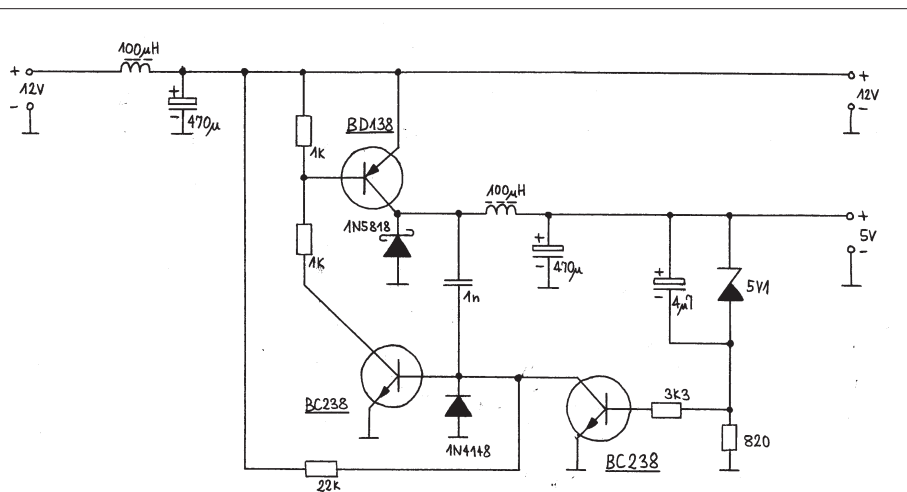 100μH
+
12V
-
+
470μ
1K
BD138
+
12V
-
1N5818
1K
100μH
+
-
470μ
+
5V
-
1n
+
-
4μ7
5V1
BC238
1N4148
3K3
820
BC238
22K